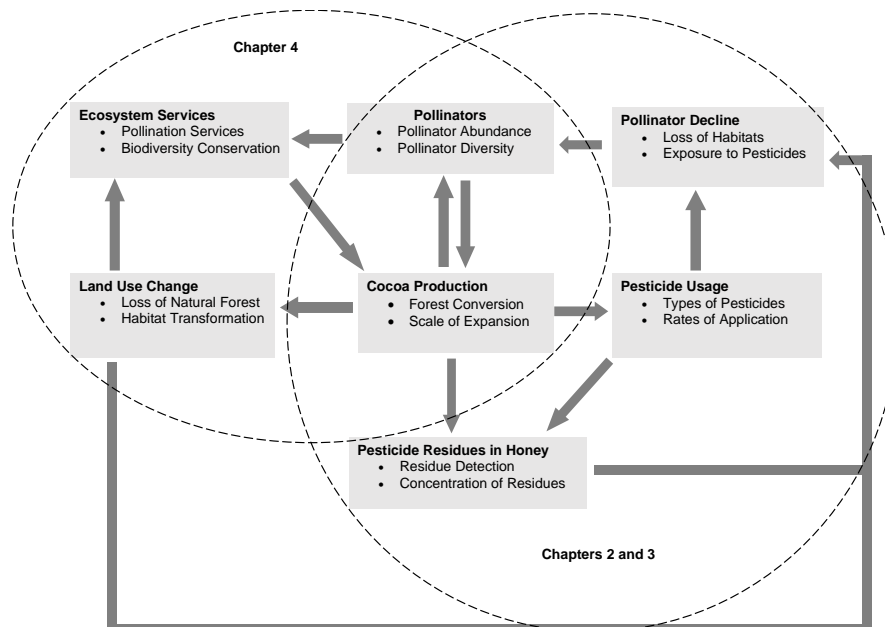 Chapter 4
Ecosystem Services
• Pollination Services
• Biodiversity Conservation
Pollinators
• Pollinator Abundance
• Pollinator Diversity
Pollinator Decline
• Loss of Habitats
• Exposure to Pesticides
Land Use Change
• Loss of Natural Forest
• Habitat Transformation
Cocoa Production
• Forest Conversion
• Scale of Expansion
Pesticide Usage
• Types of Pesticides
• Rates of Application
Pesticide Residues in Honey
• Residue Detection
• Concentration of Residues
Chapters 2 and 3